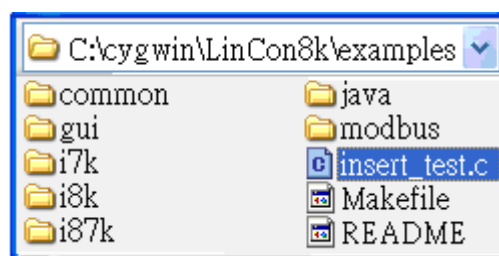 C:\cygwin\LinCon8k\examples
common
gui
i7k
i8k
i87k
java
modbus
insert_test.c
Makefile
README